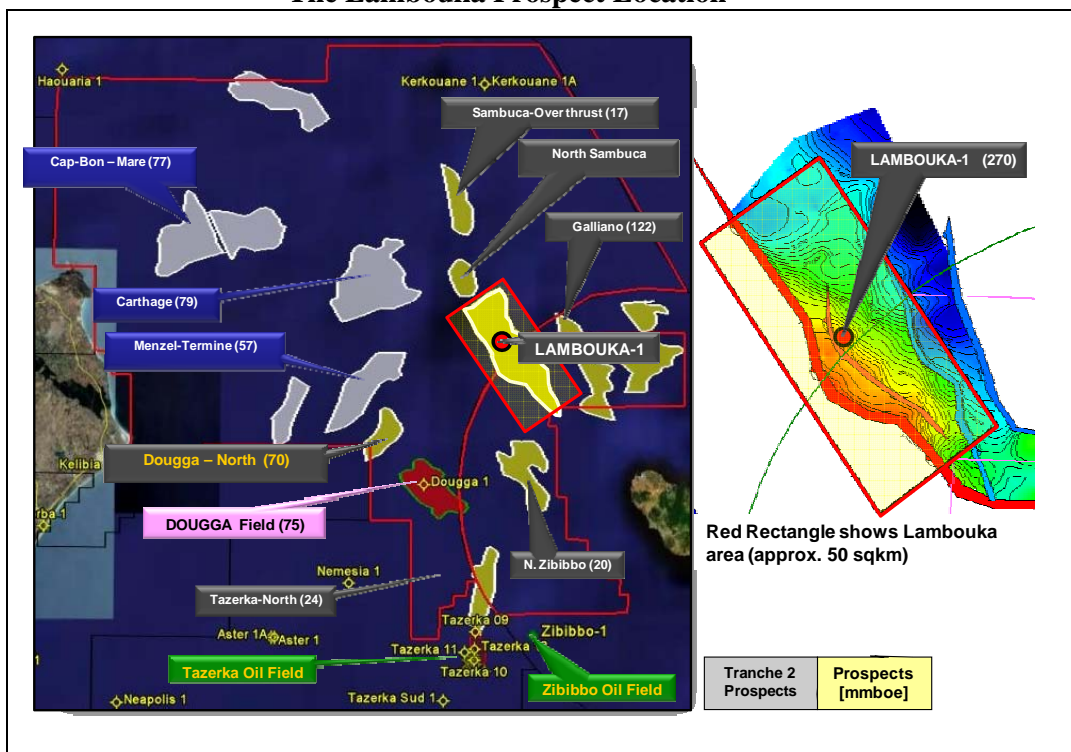 The Lambouka Prospect Location
Haouaria 1
Kerkouane 1
Kerkouane 1A
Sambuca-Over thrust (17)
North Sambuca
Cap-Bon – Mare (77)
Galliano (122)
Carthage (79)
Menzel-Termine (57)
LAMBOUKA-1
Dougga – North (70)
Kelibia
Dougga 1
DOUGGA Field (75)
rba 1
N. Zibibbo (20)
Nemesia 1
Tazerka-North (24)
Tazerka 09
Aster 1A
Aster 1
Tazerka 11
Tazerka
Zibibbo-1
Tazerka 10
Tazerka Oil Field
Zibibbo Oil Field
Neapolis 1
Tazerka Sud 1
LAMBOUKA-1 (270)
Red Rectangle shows Lambouka
area (approx. 50 sqkm)
Tranche 2
Prospects
Prospects
[mmboe]